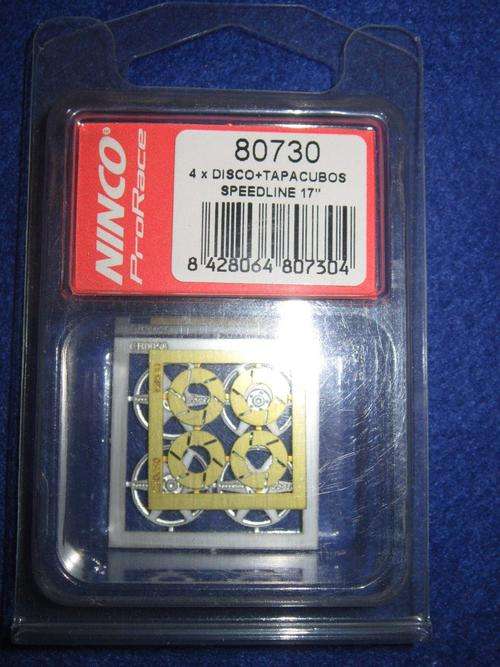 NINCO®
ProRace
80730
4 x DISCO+TAPACUBOS
SPEEDLINE 17"
8 428064 807304